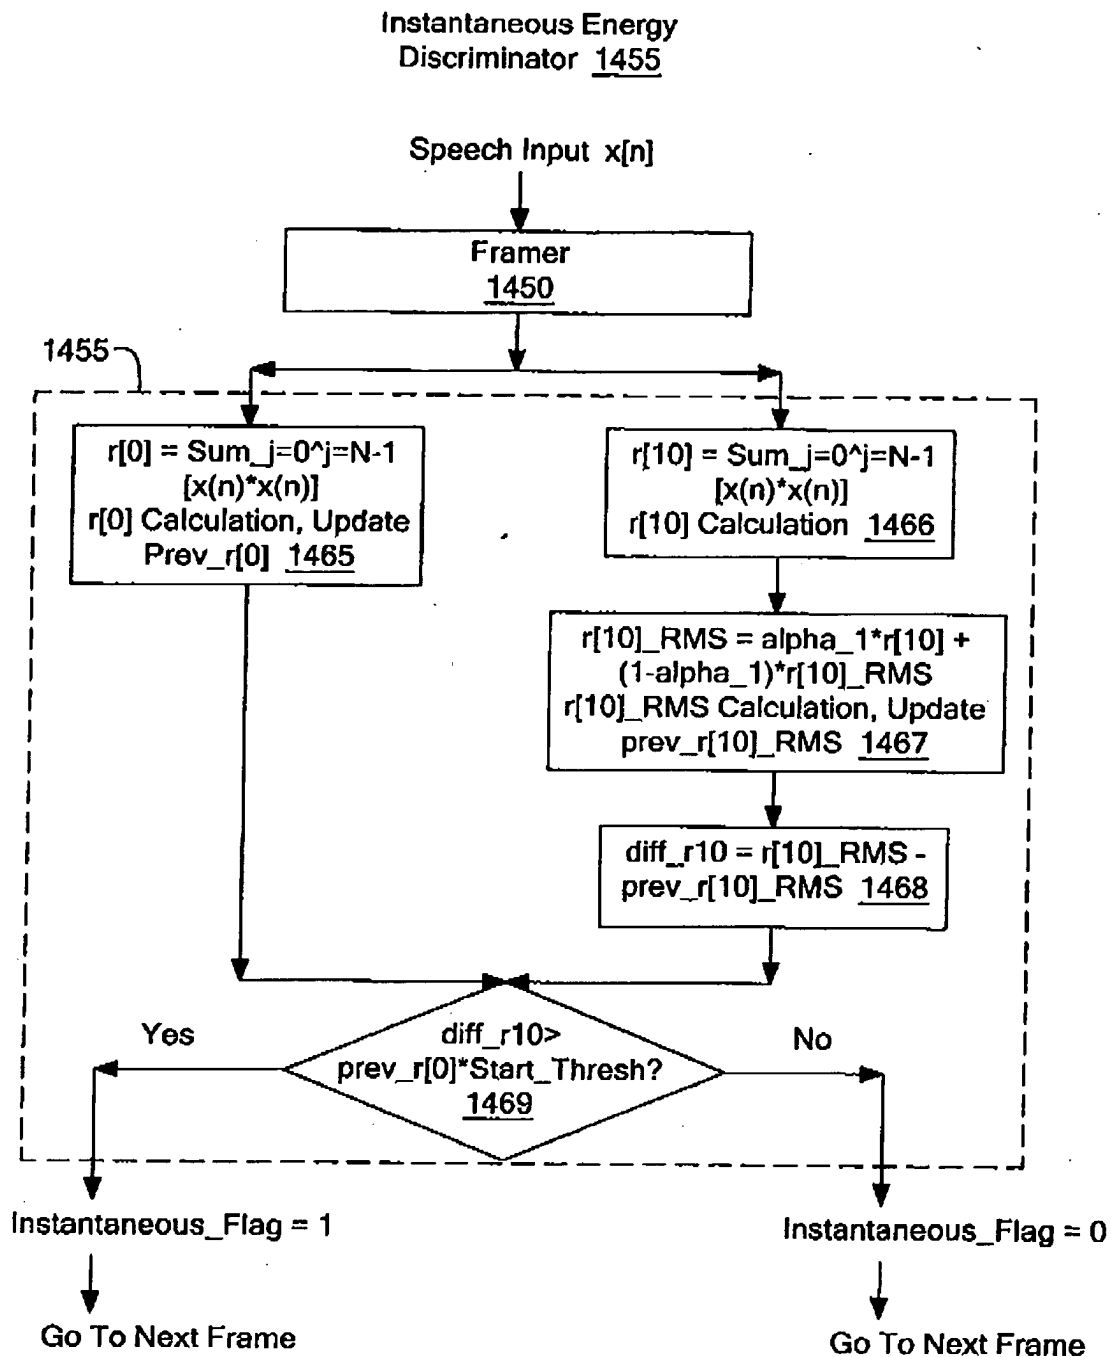 Instantaneous Energy
Discriminator 1455
Speech Input x[n]
Framer
1450
1455
r[0] = Sum_j=0^j=N-1
[x(n)*x(n)]
r[0] Calculation, Update
Prev_r[0] 1465
r[10] = Sum_j=0^j=N-1
[x(n)*x(n)]
r[10] Calculation 1466
r[10]_RMS = alpha_1*r[10] +
(1-alpha_1)*r[10]_RMS
r[10]_RMS Calculation, Update
prev_r[10]_RMS 1467
diff_r10 = r[10]_RMS -
prev_r[10]_RMS 1468
Yes
diff_r10>
prev_r[0]*Start_Thresh?
1469
No
Instantaneous_Flag = 1
Instantaneous_Flag = 0
Go To Next Frame
Go To Next Frame